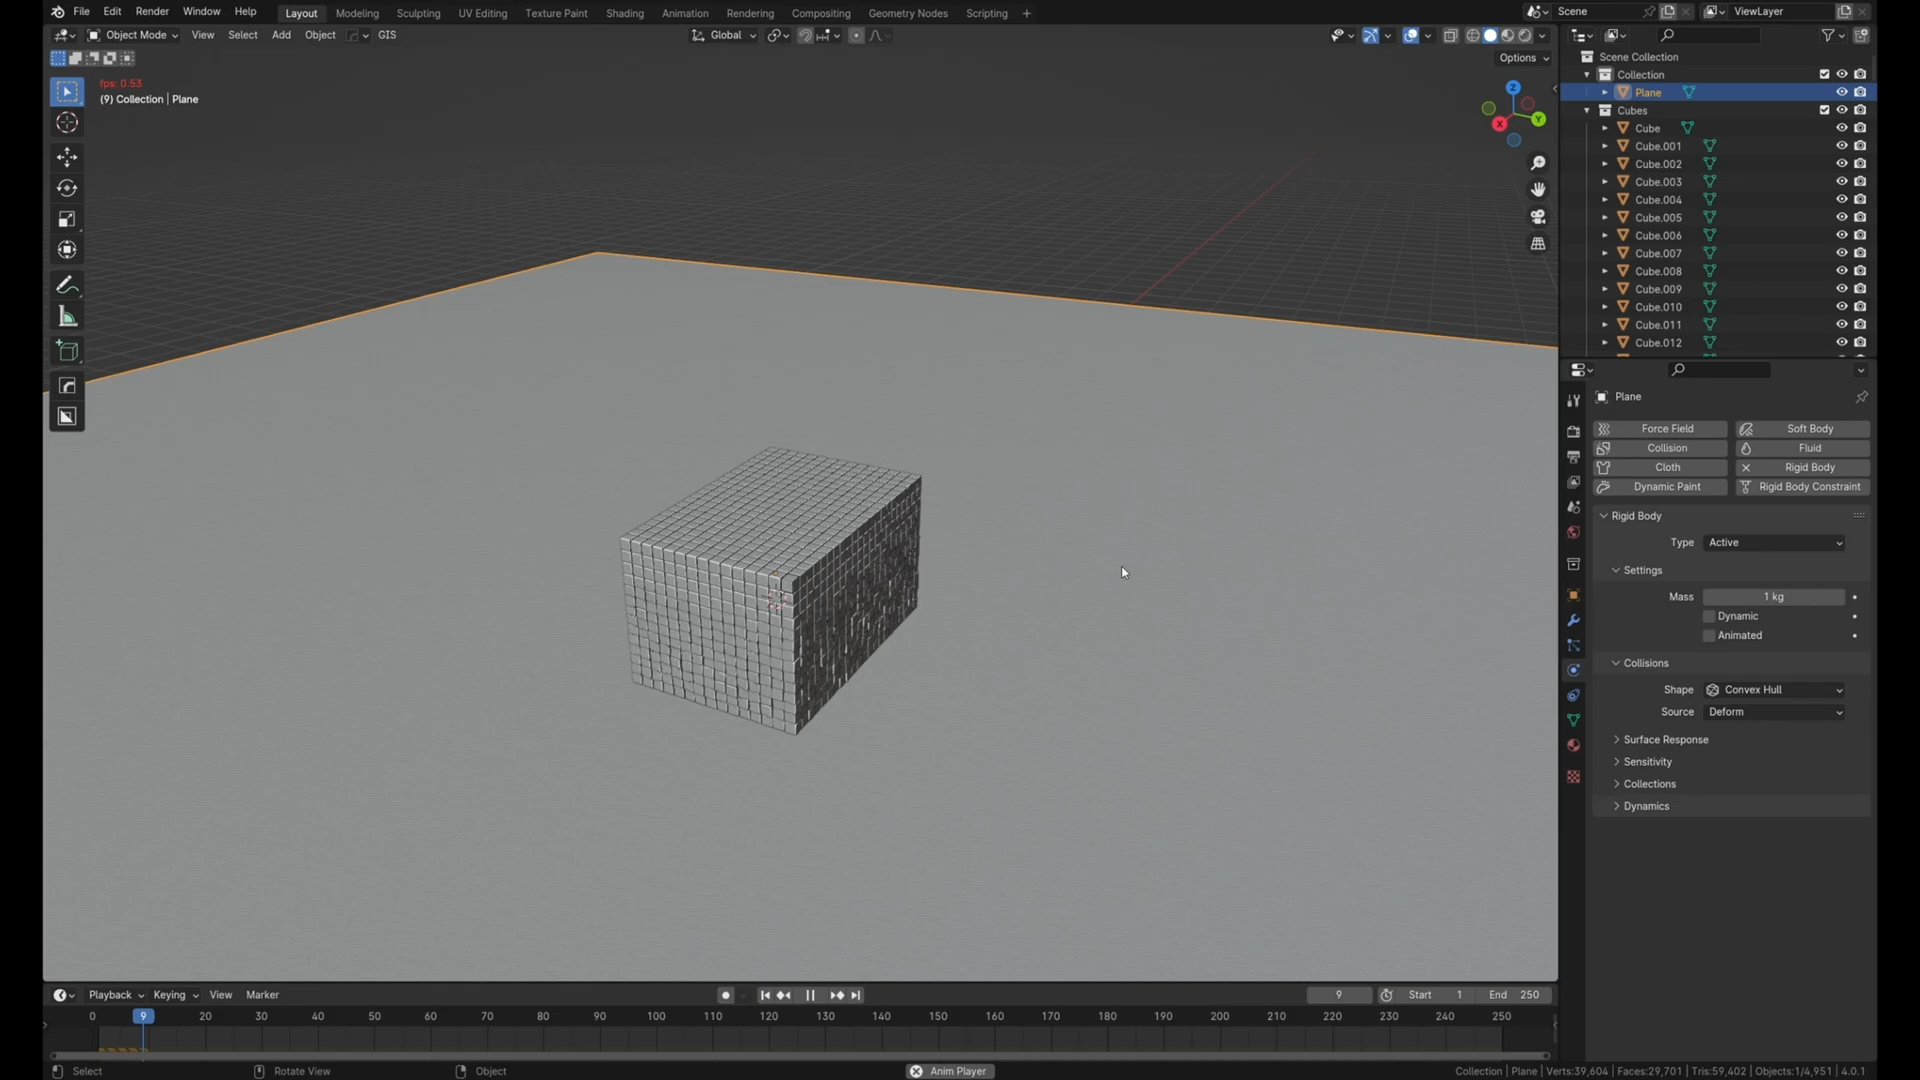 File Edit Render Window Help Layout Modeling Sculpting UV Editing Texture Paint Shading Animation Rendering Compositing Geometry Nodes Scripting + Scene ViewLayer
Object Mode View Select Add Object GIS Global
Options
fps: 0.53
(9) Collection | Plane
Z
Y
X
Scene Collection
Collection
Plane
Cubes
Cube
Cube.001
Cube.002
Cube.003
Cube.004
Cube.005
Cube.006
Cube.007
Cube.008
Cube.009
Cube.010
Cube.011
Cube.012
Plane
Force Field Soft Body
Collision Fluid
Cloth Rigid Body
Dynamic Paint Rigid Body Constraint
Rigid Body
Type Active
Settings
Mass 1 kg
Dynamic
Animated
Collisions
Shape Convex Hull
Source Deform
Surface Response
Sensitivity
Collections
Dynamics
Playback Keying View Marker 9 Start 1 End 250
0 9 20 30 40 50 60 70 80 90 100 110 120 130 140 150 160 170 180 190 200 210 220 230 240 250
Select Rotate View Object Anim Player Collection | Plane | Verts:39,604 | Faces:29,701 | Tris:59,402 | Objects:1/4,951 | 4.0.1